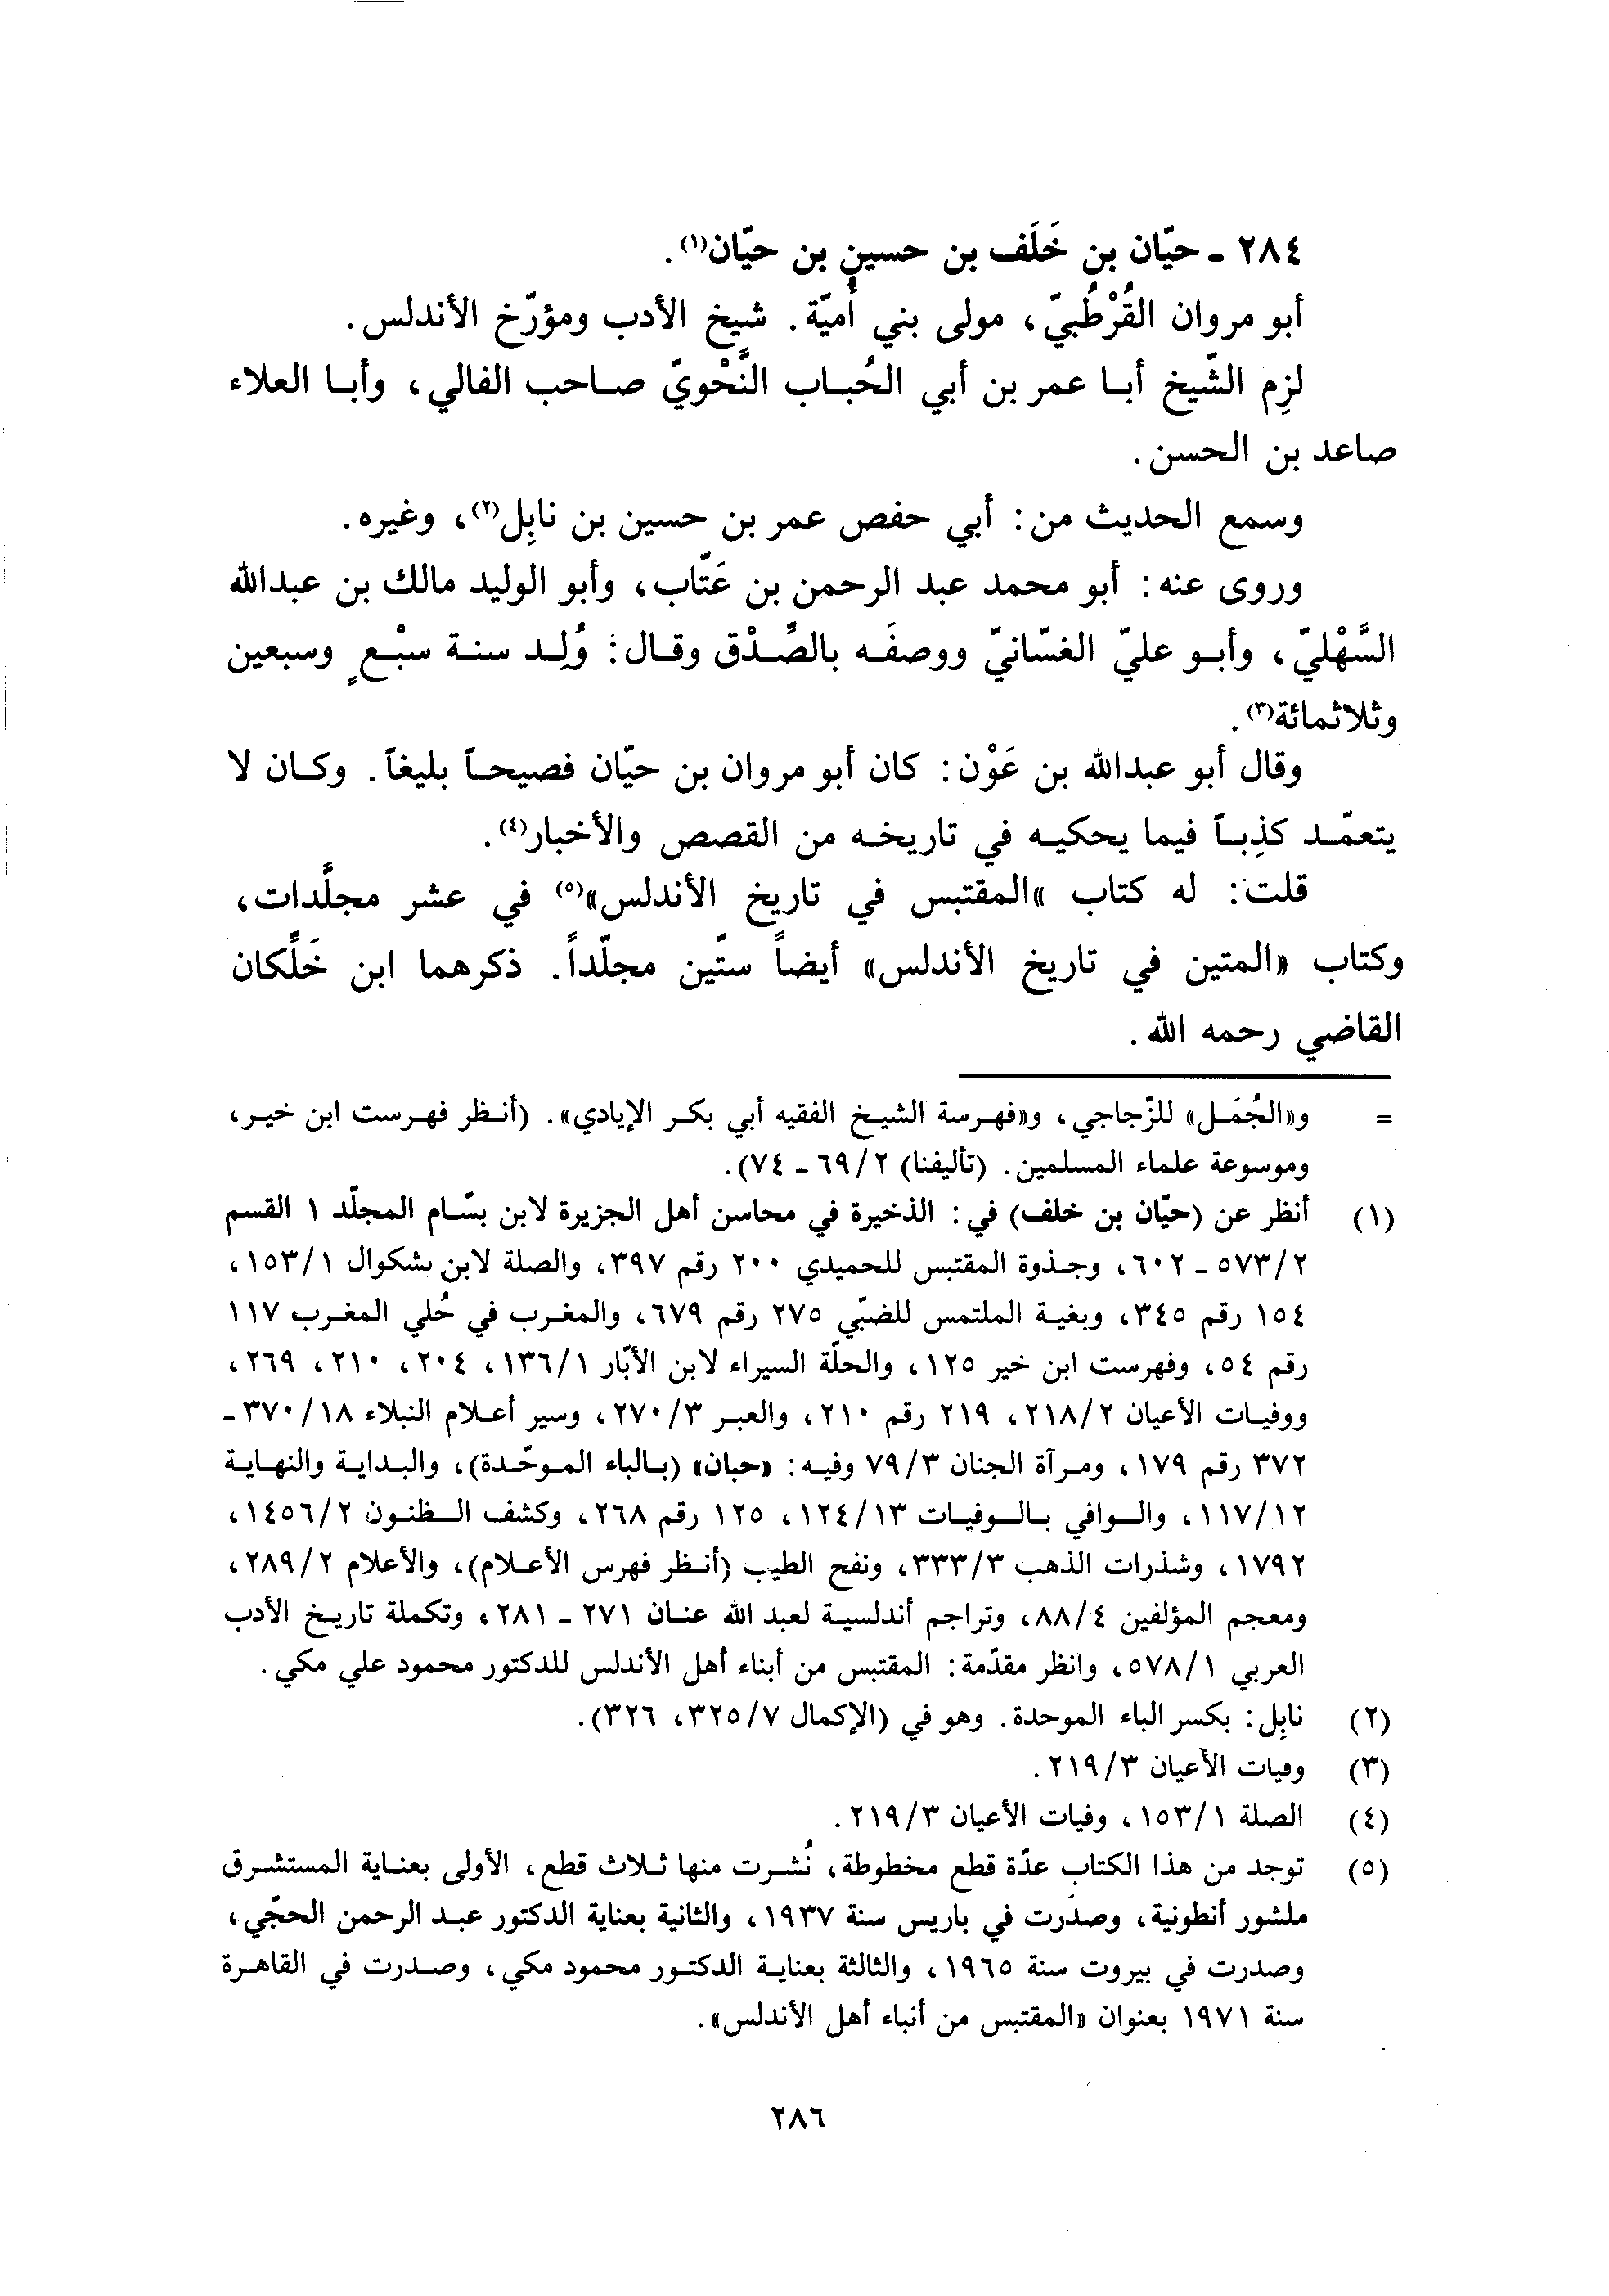 ٢٨٤ - حيّان بن خَلَف بن حسين بن حيّان(١).
أبو مروان القُرْطُبيّ، مولى بني أُميّة. شيخ الأدب ومؤرّخ الأندلس.
لزِم الشّيخ أبا عمر بن أبي الحُباب النَّحْويّ صاحب الفالي، وأبا العلاء
صاعد بن الحسن.
وسمع الحديث من: أبي حفص عمر بن حسين بن نابِل(٢)، وغيره.
وروى عنه: أبو محمد عبد الرحمن بن عَتّاب، وأبو الوليد مالك بن عبدالله
السَّهْليّ، وأبو عليّ الغسّانيّ ووصفَه بالصِّدْق وقال: وُلِد سنة سبْعٍ وسبعين
وثلاثمائة(٣).
وقال أبو عبدالله بن عَوْن: كان أبو مروان بن حيّان فصيحاً بليغاً. وكان لا
يتعمّد كذِباً فيما يحكيه في تاريخه من القصص والأخبار(٤).
قلت: له كتاب »المقتبس في تاريخ الأندلس»(٥) في عشر مجلَّدات،
وكتاب «المتين في تاريخ الأندلس» أيضاً ستّين مجلّداً. ذكرهما ابن خَلِّكان
القاضي رحمه الله.
= و«الجُمَل» للزّجاجي، و«فهرسة الشيخ الفقيه أبي بكر الإيادي». (أنظر فهرست ابن خير،
وموسوعة علماء المسلمين. (تأليفنا) ٦٩/٢ - ٧٤).
(١) أنظر عن (حيّان بن خلف) في: الذخيرة في محاسن أهل الجزيرة لابن بسّام المجلّد ١ القسم
٥٧٣/٢ - ٦٠٢، وجذوة المقتبس للحميدي ٢٠٠ رقم ٣٩٧، والصلة لابن بشكوال ١٥٣/١،
١٥٤ رقم ٣٤٥، وبغية الملتمس للضبّي ٢٧٥ رقم ٦٧٩، والمغرب في حُلي المغرب ١١٧
رقم ٥٤، وفهرست ابن خير ١٢٥، والحلّة السيراء لابن الأبّار ١٣٦/١، ٢٠٤، ٢١٠، ٢٦٩،
ووفيات الأعيان ٢١٨/٢، ٢١٩ رقم ٢١٠، والعبر ٢٧٠/٣، وسير أعلام النبلاء ٣٧٠/١٨ -
٣٧٢ رقم ١٧٩، ومرآة الجنان ٧٩/٣ وفيه: «حبان» (بالباء الموحّدة)، والبداية والنهاية
١١٧/١٢، والوافي بالوفيات ١٢٤/١٣، ١٢٥ رقم ٢٦٨، وكشف الظنون ١٤٥٦/٢،
١٧٩٢، وشذرات الذهب ٣٣٣/٣، ونفح الطيب (أنظر فهرس الأعلام)، والأعلام ٢٨٩/٢،
ومعجم المؤلفين ٨٨/٤، وتراجم أندلسية لعبد الله عنان ٢٧١ - ٢٨١، وتكملة تاريخ الأدب
العربي ٥٧٨/١، وانظر مقدّمة: المقتبس من أبناء أهل الأندلس للدكتور محمود علي مكي.
(٢) نابِل: بكسر الباء الموحدة. وهو في (الإكمال ٣٢٥/٧، ٣٢٦).
(٣) وفيات الأعيان ٢١٩/٣.
(٤) الصلة ١٥٣/١، وفيات الأعيان ٢١٩/٣.
(٥) توجد من هذا الكتاب عدّة قطع مخطوطة، نُشرت منها ثلاث قطع، الأولى بعناية المستشرق
ملشور أنطونية، وصدَرت في باريس سنة ١٩٣٧، والثانية بعناية الدكتور عبد الرحمن الحجّي،
وصدرت في بيروت سنة ١٩٦٥، والثالثة بعناية الدكتور محمود مكي، وصدرت في القاهرة
سنة ١٩٧١ بعنوان «المقتبس من أنباء أهل الأندلس».
٢٨٦